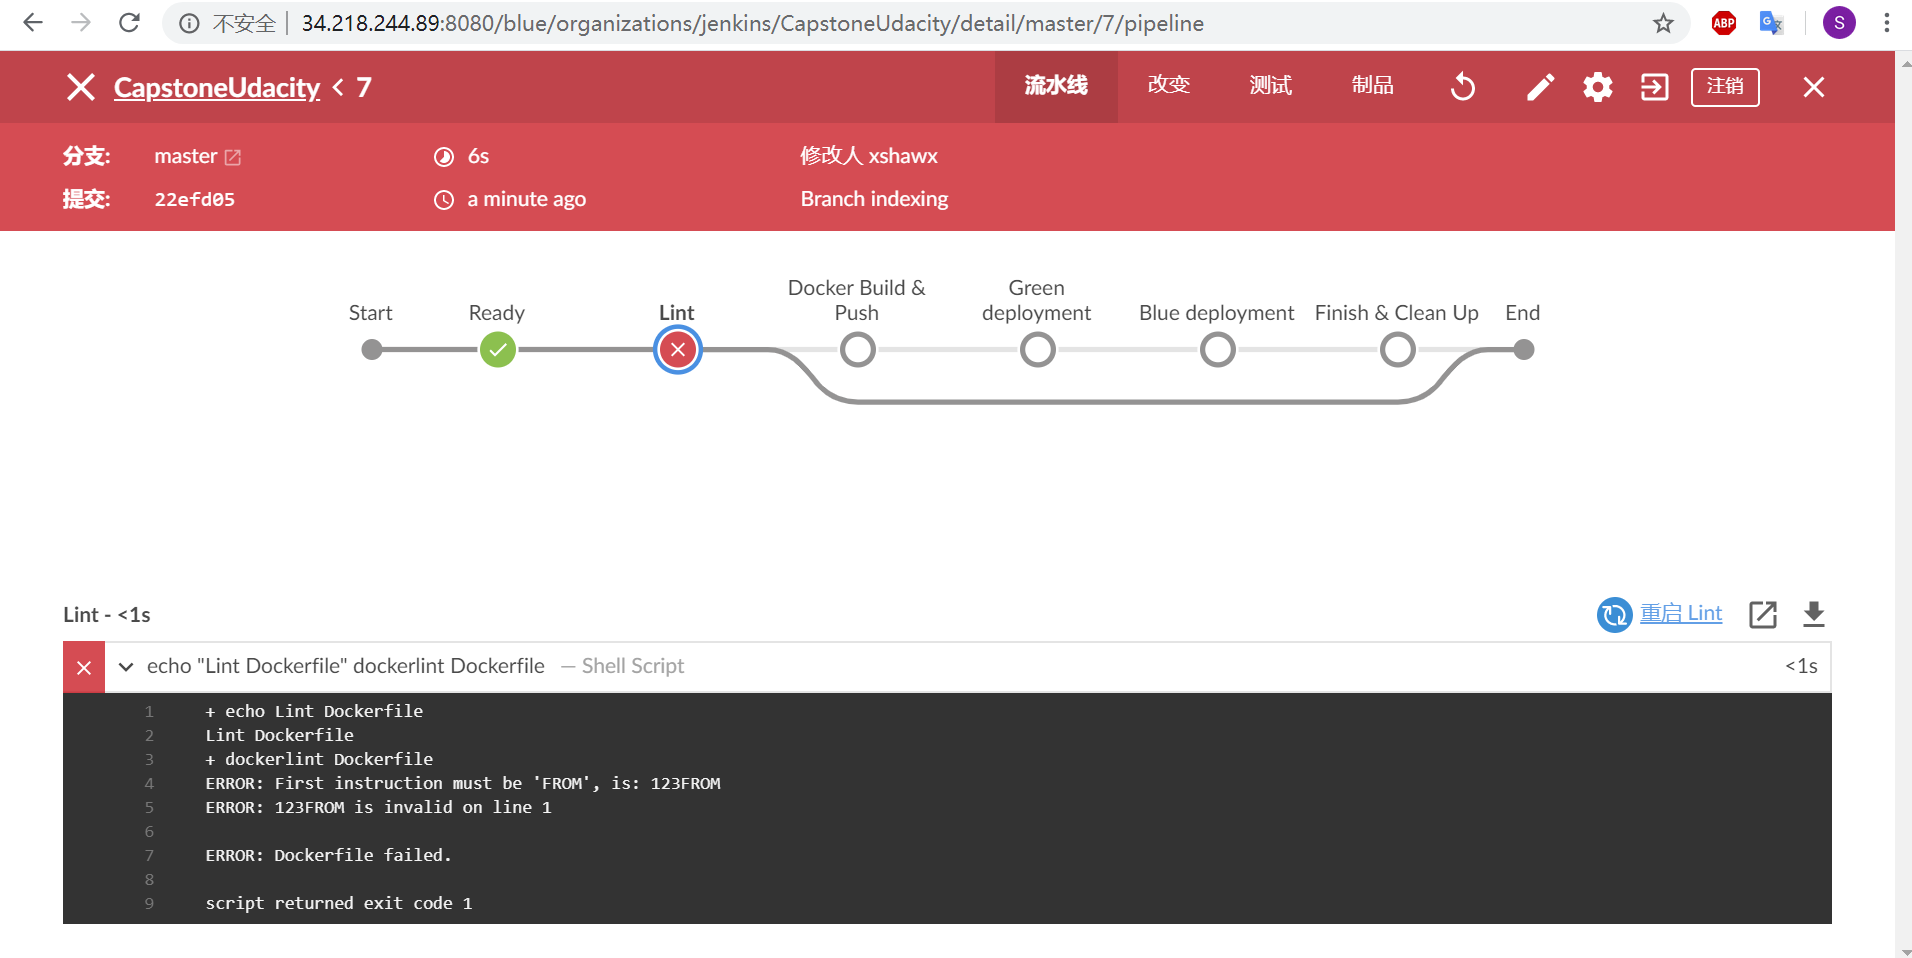 不安全 34.218.244.89:8080/blue/organizations/jenkins/CapstoneUdacity/detail/master/7/pipeline
ABP
S
CapstoneUdacity < 7
流水线 改变 测试 制品 注销
分支: master 6s 修改人 xshawx
提交: 22efd05 a minute ago Branch indexing
Start
Ready
Lint
Docker Build &
Push
Green
deployment
Blue deployment
Finish & Clean Up
End
Lint - <1s
重启 Lint
echo "Lint Dockerfile" dockerlint Dockerfile — Shell Script <1s
1 + echo Lint Dockerfile
2 Lint Dockerfile
3 + dockerlint Dockerfile
4 ERROR: First instruction must be 'FROM', is: 123FROM
5 ERROR: 123FROM is invalid on line 1
6
7 ERROR: Dockerfile failed.
8
9 script returned exit code 1